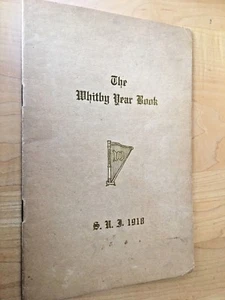 The
Whitby Year Book
S. R. I. 1918